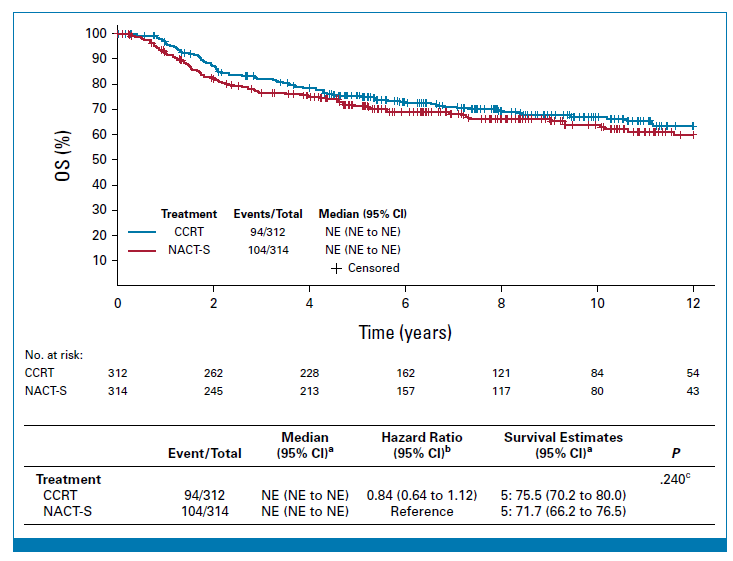 OS (%)
100
90
80
70
60
50
40
30
20
10
Treatment Events/Total Median (95% CI)
CCRT 94/312 NE (NE to NE)
NACT-S 104/314 NE (NE to NE)
+ Censored
0 2 4 6 8 10 12
Time (years)
No. at risk:
CCRT 312 262 228 162 121 84 54
NACT-S 314 245 213 157 117 80 43
Median Hazard Ratio Survival Estimates
Event/Total (95% CI)ᵃ (95% CI)ᵇ (95% CI)ᵃ P
Treatment .240ᶜ
CCRT 94/312 NE (NE to NE) 0.84 (0.64 to 1.12) 5: 75.5 (70.2 to 80.0)
NACT-S 104/314 NE (NE to NE) Reference 5: 71.7 (66.2 to 76.5)